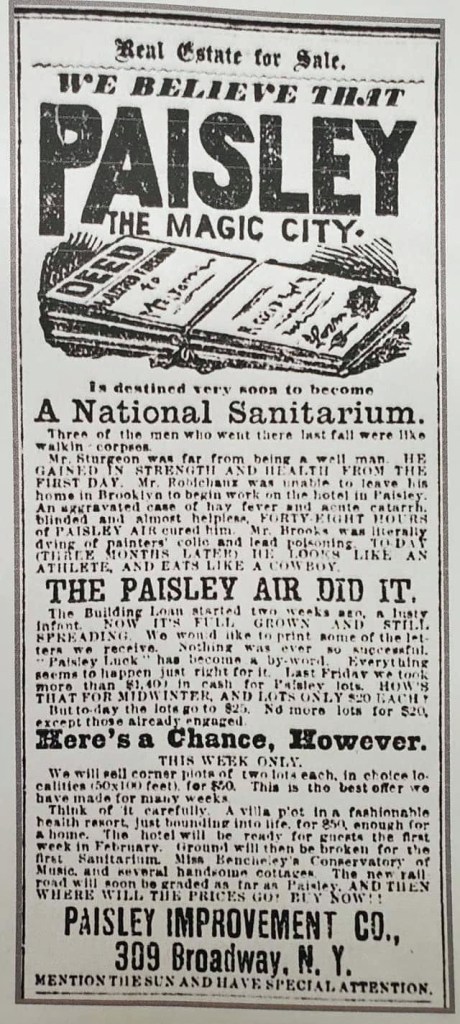 Real Estate for Sale.
WE BELIEVE THAT
PAISLEY
THE MAGIC CITY.
DEED
to
Is destined very soon to become
A National Sanitarium.
Three of the men who went there last fall were like
walkin corpses.
Mr. Sturgeon was far from being a well man. HE
GAINED IN STRENGTH AND HEALTH FROM THE
FIRST DAY. Mr. Robichaux was unable to leave his
home in Brooklyn to begin work on the hotel in Paisley.
An aggravated case of hay fever and acute catarrh,
blinded and almost helpless, FORTY-EIGHT HOURS
of PAISLEY AIR cured him. Mr. Brooks was literally
dying of painters' colic and lead poisoning. TO-DAY
(THREE MONTHS LATER) HE LOOKS LIKE AN
ATHLETE, AND EATS LIKE A COWBOY.
THE PAISLEY AIR DID IT.
The Building Loan started two weeks ago, a lusty
infant. NOW IT'S FULL GROWN AND STILL
SPREADING. We would like to print some of the let-
ters we receive. Nothing was ever so successful.
"Paisley Luck" has become a by-word. Everything
seems to happen just right for it. Last Friday we took
more than $1,400 in cash for Paisley lots. HOW'S
THAT FOR MIDWINTER, AND LOTS ONLY $20 EACH?
But to-day the lots go to $25. No more lots for $20,
except those already engaged.
Here's a Chance, However.
THIS WEEK ONLY.
We will sell corner plots of two lots each, in choice lo-
calities (50x100 feet), for $50. This is the best offer we
have made for many weeks.
Think of it carefully. A villa plot in a fashionable
health resort, just bounding into life, for $50, enough for
a home. The hotel will be ready for guests the first
week in February. Ground will then be broken for the
first Sanitarium, Miss Bencheley's Conservatory of
Music, and several handsome cottages. The new rail-
road will soon be graded as far as Paisley, AND THEN
WHERE WILL THE PRICES GO? BUY NOW!!
PAISLEY IMPROVEMENT CO.,
309 Broadway, N. Y.
MENTION THE SUN AND HAVE SPECIAL ATTENTION.